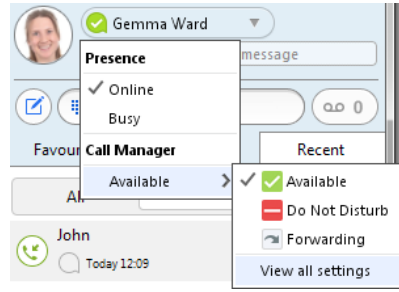 Gemma Ward
Presence
message
Online
Busy
0
Favou
Call Manager
Recent
Available
Available
Al
Do Not Disturb
John
Forwarding
Today 12:09
View all settings